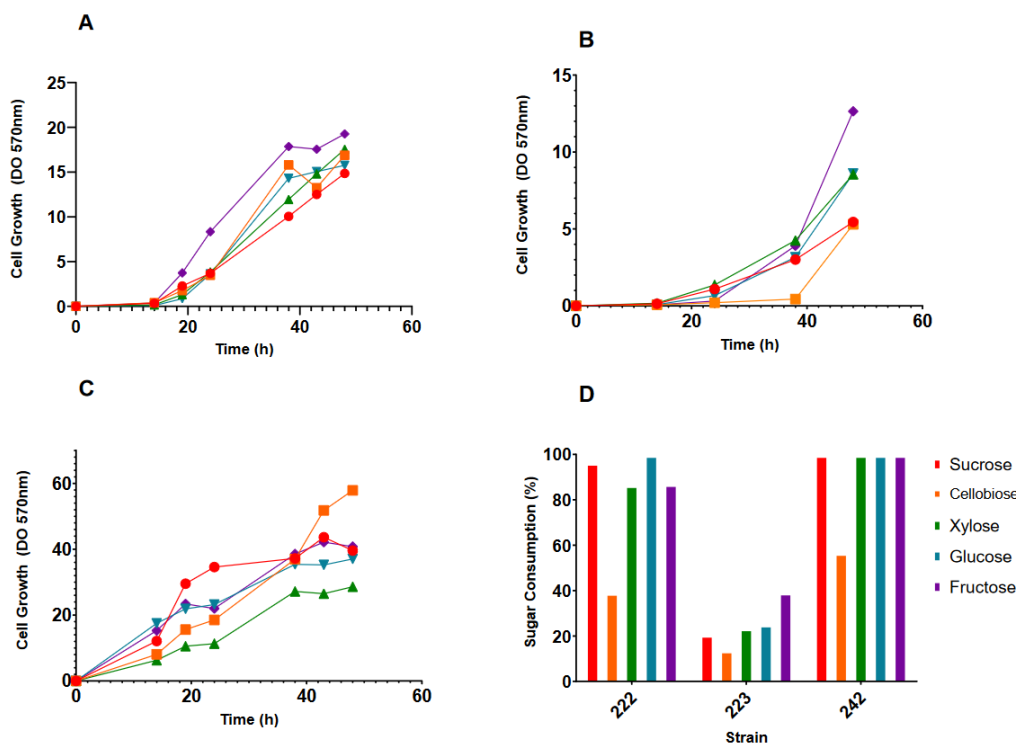 A
Cell Growth (DO 570nm)
25
20
15
10
5
0
0 20 40 60
Time (h)
B
Cell Growth (DO 570nm)
15
10
5
0
0 20 40 60
Time (h)
C
Cell Growth (DO 570nm)
60
40
20
0
0 20 40 60
Time (h)
D
Sugar Consumption (%)
100
80
60
40
20
0
222 223 242
Strain
Sucrose
Cellobiose
Xylose
Glucose
Fructose